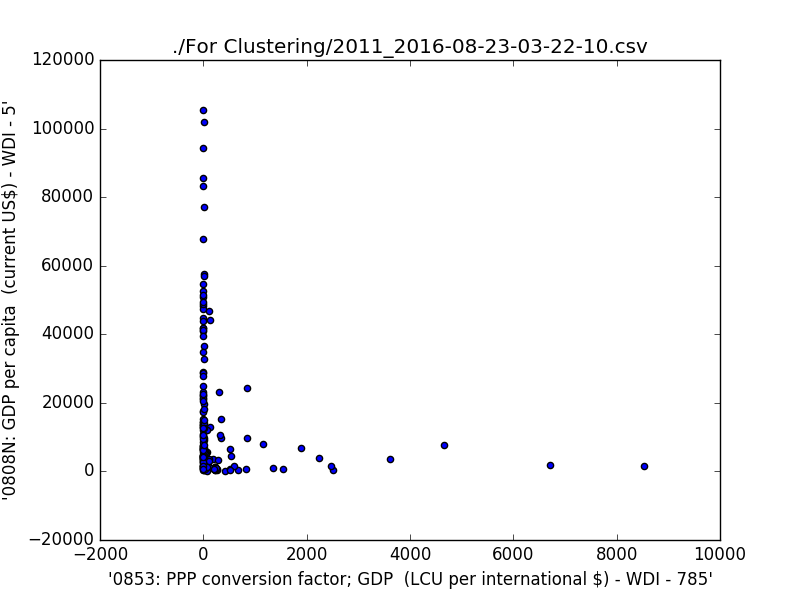 ./For Clustering/2011_2016-08-23-03-22-10.csv
120000
100000
80000
60000
40000
20000
0
−20000
'0808N: GDP per capita  (current US$) - WDI - 5'
−2000 0 2000 4000 6000 8000 10000
'0853: PPP conversion factor; GDP  (LCU per international $) - WDI - 785'